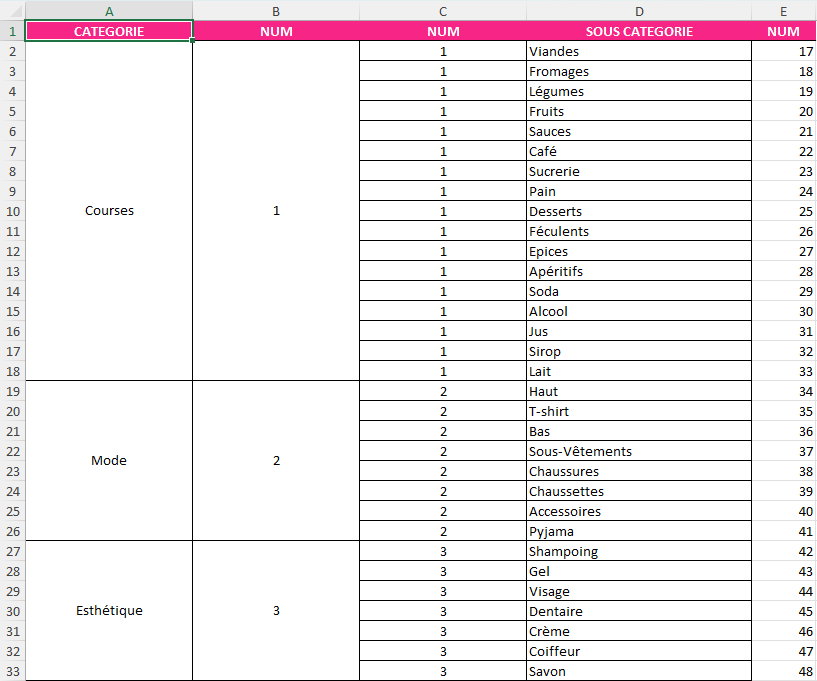 A B C D E
1 CATEGORIE NUM NUM SOUS CATEGORIE NUM
2 1 Viandes 17
3 1 Fromages 18
4 1 Légumes 19
5 1 Fruits 20
6 1 Sauces 21
7 1 Café 22
8 1 Sucrerie 23
9 1 Pain 24
10 Courses 1 1 Desserts 25
11 1 Féculents 26
12 1 Epices 27
13 1 Apéritifs 28
14 1 Soda 29
15 1 Alcool 30
16 1 Jus 31
17 1 Sirop 32
18 1 Lait 33
19 2 Haut 34
20 2 T-shirt 35
21 2 Bas 36
22 Mode 2 2 Sous-Vêtements 37
23 2 Chaussures 38
24 2 Chaussettes 39
25 2 Accessoires 40
26 2 Pyjama 41
27 3 Shampoing 42
28 3 Gel 43
29 3 Visage 44
30 Esthétique 3 3 Dentaire 45
31 3 Crème 46
32 3 Coiffeur 47
33 3 Savon 48